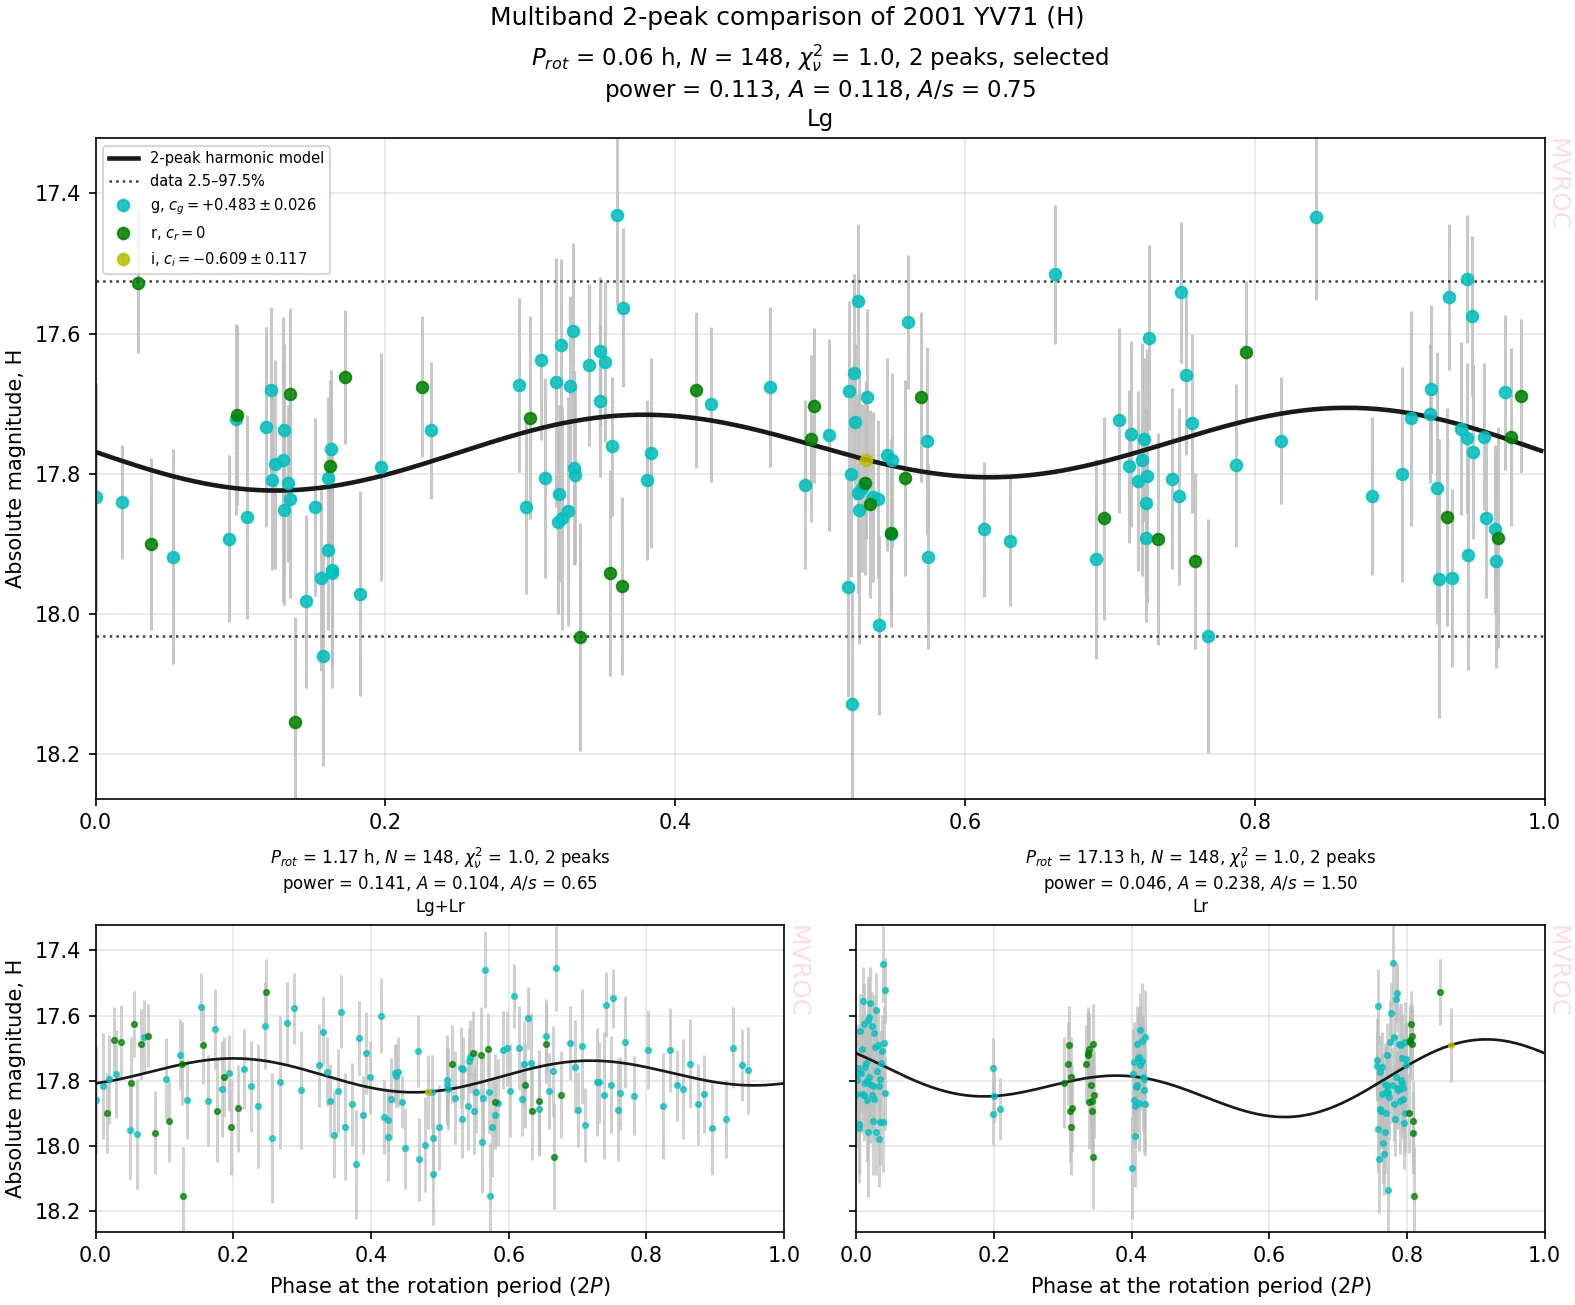 Multiband 2-peak comparison of 2001 YV71 (H)
P_rot = 0.06 h, N = 148, χ²_ν = 1.0, 2 peaks, selected
power = 0.113, A = 0.118, A/s = 0.75
Lg
2-peak harmonic model
data 2.5–97.5%
g, c_g = +0.483 ± 0.026
r, c_r = 0
i, c_i = −0.609 ± 0.117
Absolute magnitude, H
17.4
17.6
17.8
18.0
18.2
0.0 0.2 0.4 0.6 0.8 1.0
MVROC
P_rot = 1.17 h, N = 148, χ²_ν = 1.0, 2 peaks
power = 0.141, A = 0.104, A/s = 0.65
Lg+Lr
Absolute magnitude, H
17.4
17.6
17.8
18.0
18.2
0.0 0.2 0.4 0.6 0.8 1.0
Phase at the rotation period (2P)
MVROC
P_rot = 17.13 h, N = 148, χ²_ν = 1.0, 2 peaks
power = 0.046, A = 0.238, A/s = 1.50
Lr
0.0 0.2 0.4 0.6 0.8 1.0
Phase at the rotation period (2P)
MVROC